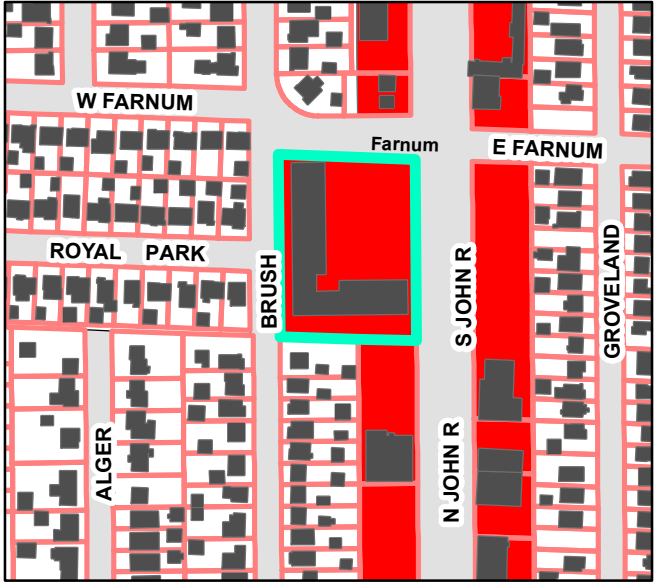 W FARNUM
Farnum
E FARNUM
ROYAL PARK
BRUSH
S JOHN R
GROVELAND
ALGER
N JOHN R